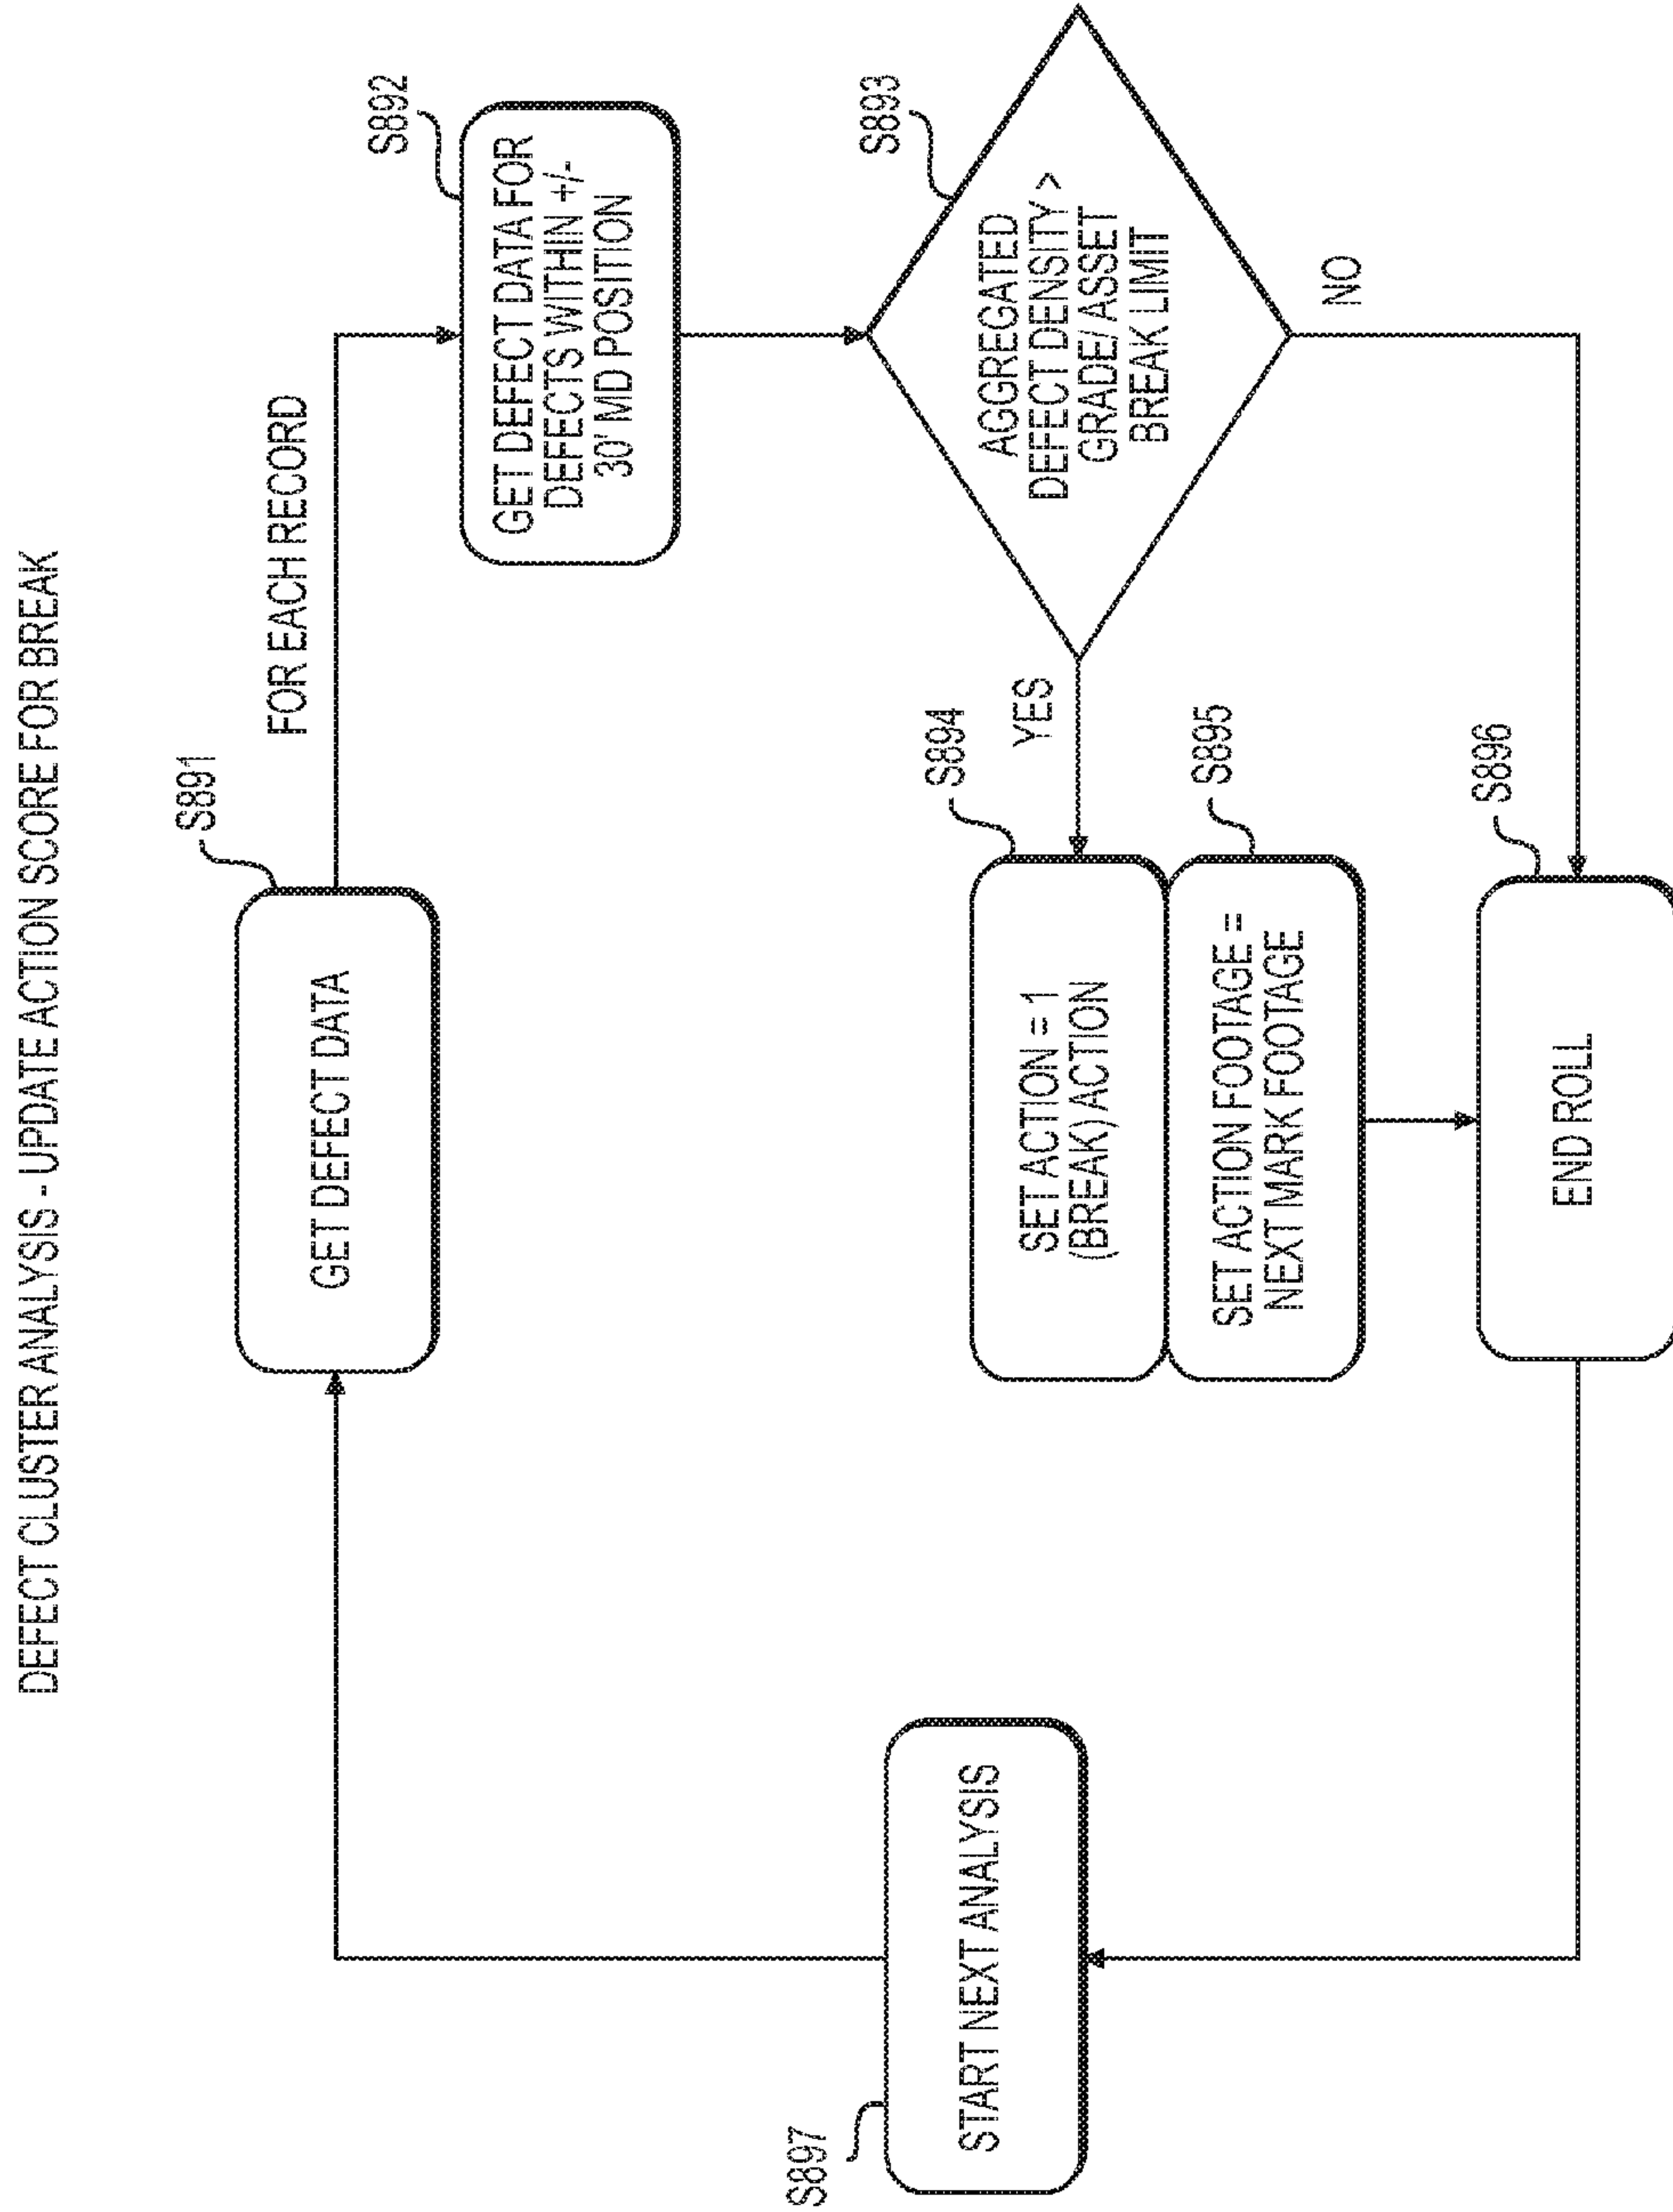 DEFECT CLUSTER ANALYSIS - UPDATE ACTION SCORE FOR BREAK
S891
GET DEFECT DATA
FOR EACH RECORD
S892
GET DEFECT DATA FOR
DEFECTS WITHIN +/-
30' MD POSITION
S893
AGGREGATED
DEFECT DENSITY >
GRADE/ASSET
BREAK LIMIT
YES
NO
S894
SET ACTION = 1
(BREAK) ACTION
S895
SET ACTION FOOTAGE =
NEXT MARK FOOTAGE
S896
END ROLL
S897
START NEXT ANALYSIS